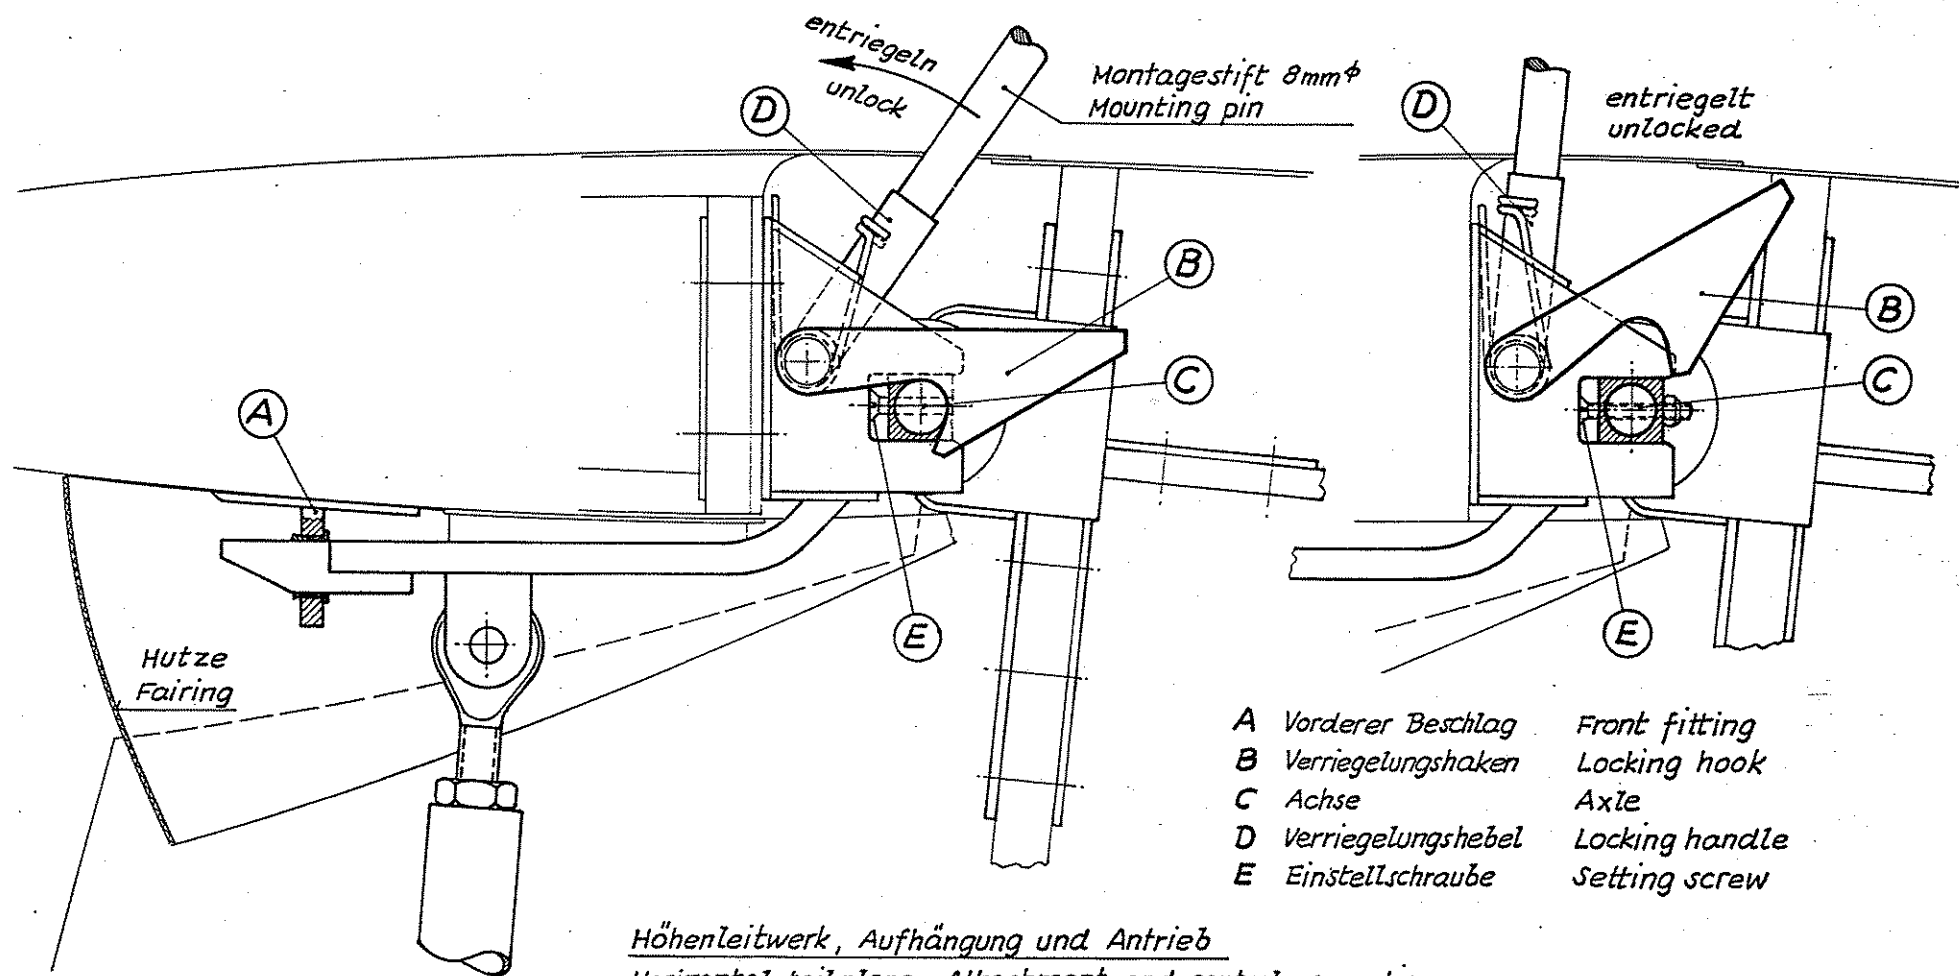 entriegeln
unlock
Montagestift 8mm⌀
Mounting pin
D
B
C
A
E
Hutze
Fairing
entriegelt
unlocked
D
B
C
E
A Vorderer Beschlag Front fitting
B Verriegelungshaken Locking hook
C Achse Axle
D Verriegelungshebel Locking handle
E Einstellschraube Setting screw
Höhenleitwerk, Aufhängung und Antrieb